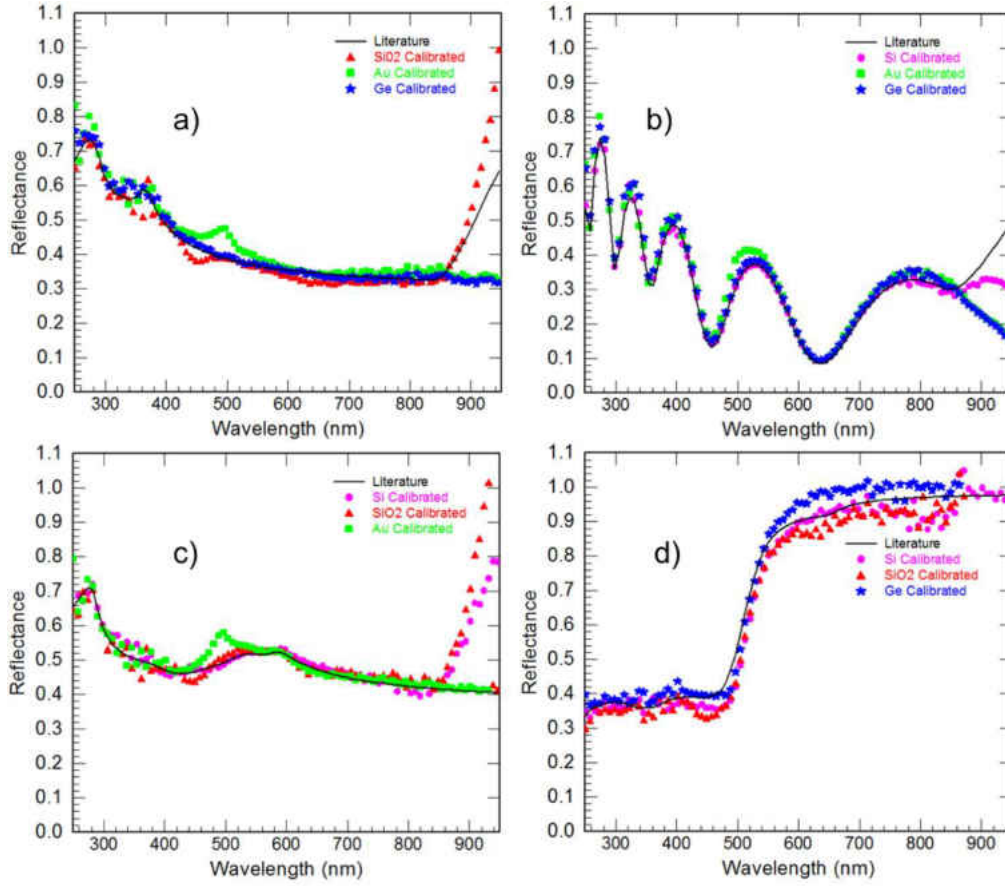 1.1
1.0
0.9
0.8
0.7
0.6
0.5
0.4
0.3
0.2
0.1
0.0
Reflectance
Literature
SiO2 Calibrated
Au Calibrated
Ge Calibrated
a)
300 400 500 600 700 800 900
Wavelength (nm)
1.1
1.0
0.9
0.8
0.7
0.6
0.5
0.4
0.3
0.2
0.1
0.0
Reflectance
Literature
Si Calibrated
Au Calibrated
Ge Calibrated
b)
300 400 500 600 700 800 900
Wavelength (nm)
1.1
1.0
0.9
0.8
0.7
0.6
0.5
0.4
0.3
0.2
0.1
0.0
Reflectance
Literature
Si Calibrated
SiO2 Calibrated
Au Calibrated
c)
300 400 500 600 700 800 900
Wavelength (nm)
1.1
1.0
0.9
0.8
0.7
0.6
0.5
0.4
0.3
0.2
0.1
0.0
Reflectance
d)
Literature
Si Calibrated
SiO2 Calibrated
Ge Calibrated
300 400 500 600 700 800 900
Wavelength (nm)